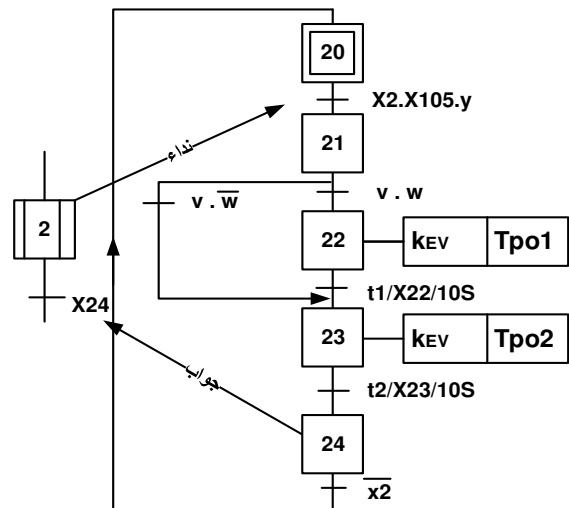 20
X2.X105.y
21
نداء
v . w̅
v . w
2
22
kEV
Tpo1
X24
t1/X22/10S
23
kEV
Tpo2
جواب
t2/X23/10S
24
x̅2̅